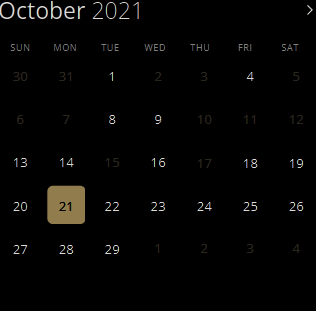 October 2021
SUN MON TUE WED THU FRI SAT
30 31 1 2 3 4 5
6 7 8 9 10 11 12
13 14 15 16 17 18 19
20 21 22 23 24 25 26
27 28 29 1 2 3 4